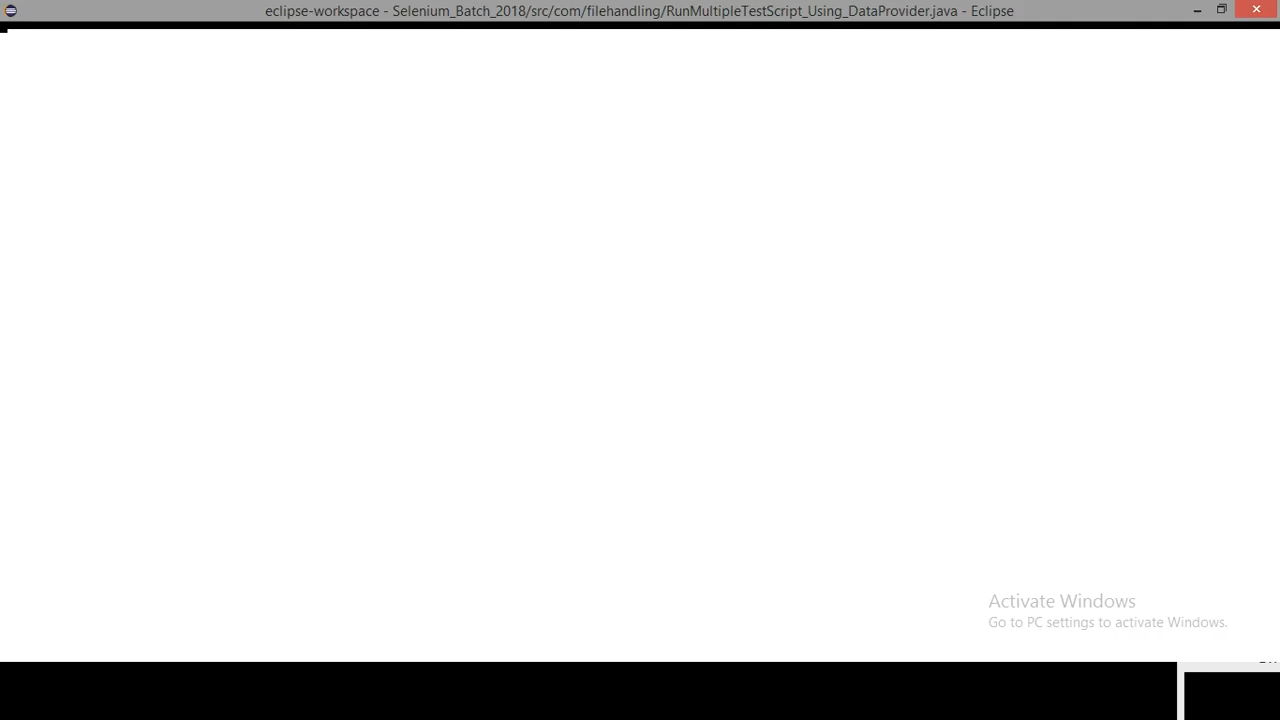 eclipse-workspace - Selenium_Batch_2018/src/com/filehandling/RunMultipleTestScript_Using_DataProvider.java - Eclipse
Activate Windows
Go to PC settings to activate Windows.